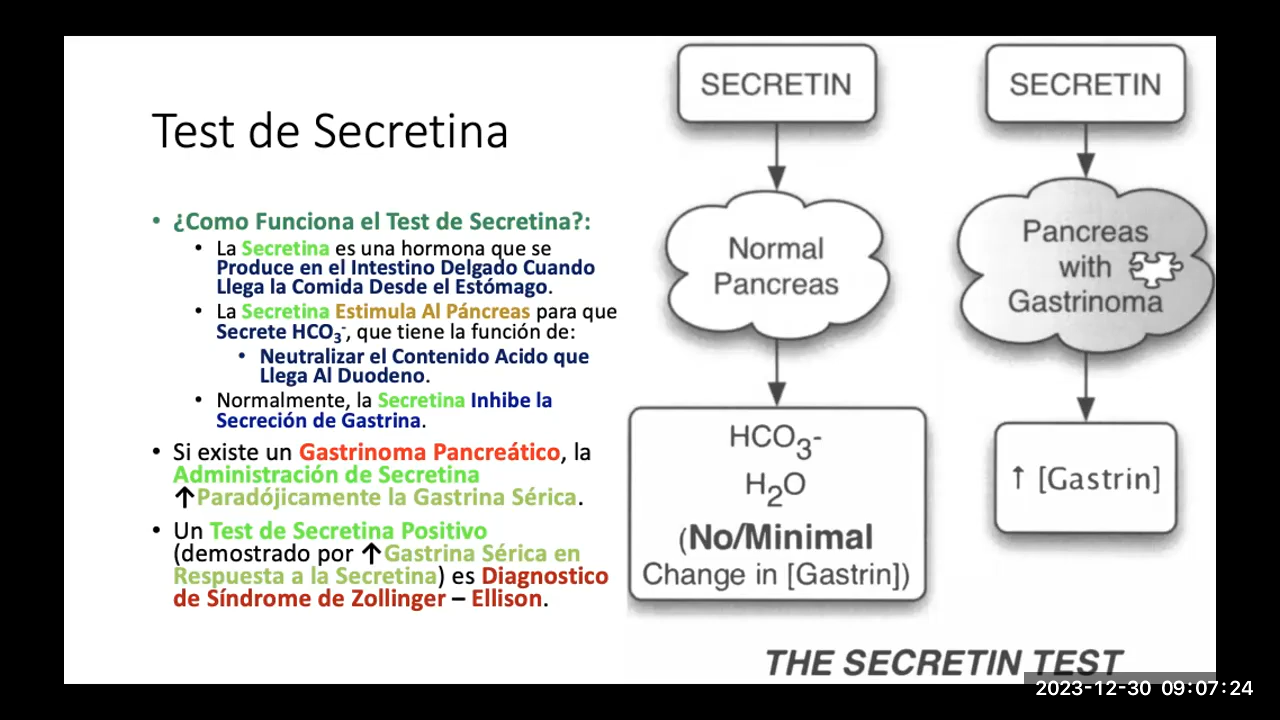 Test de Secretina
• ¿Como Funciona el Test de Secretina?:
• La Secretina es una hormona que se
Produce en el Intestino Delgado Cuando
Llega la Comida Desde el Estómago.
• La Secretina Estimula Al Páncreas para que
Secrete HCO3-, que tiene la función de:
• Neutralizar el Contenido Acido que
Llega Al Duodeno.
• Normalmente, la Secretina Inhibe la
Secreción de Gastrina.
• Si existe un Gastrinoma Pancreático, la
Administración de Secretina
↑Paradójicamente la Gastrina Sérica.
• Un Test de Secretina Positivo
(demostrado por ↑Gastrina Sérica en
Respuesta a la Secretina) es Diagnostico
de Síndrome de Zollinger – Ellison.
SECRETIN
Normal
Pancreas
HCO3-
H2O
(No/Minimal
Change in [Gastrin])
SECRETIN
Pancreas
with
Gastrinoma
↑ [Gastrin]
THE SECRETIN TEST
2023-12-30 09:07:24